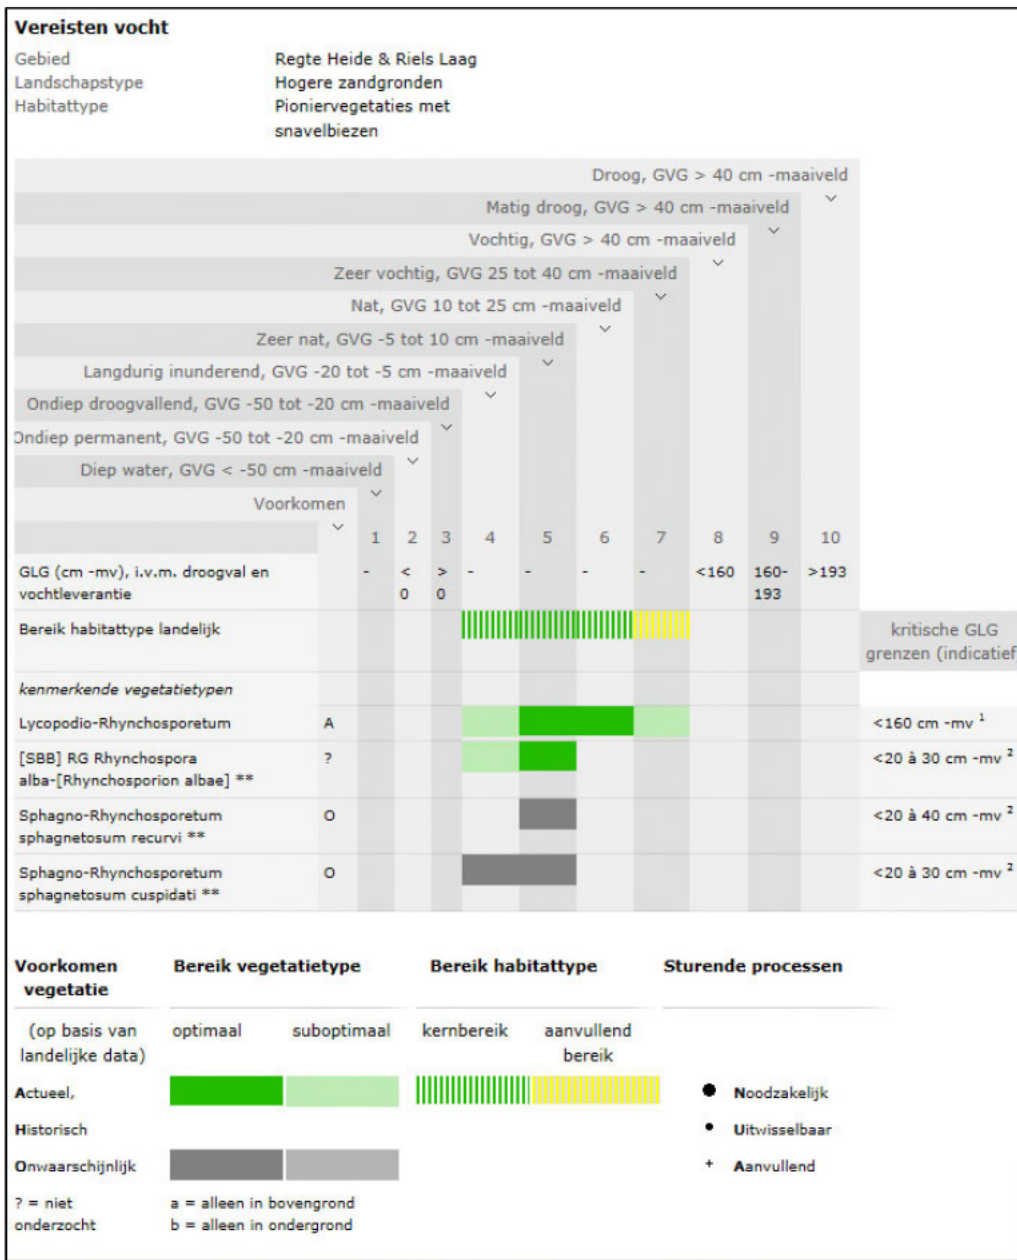 Vereisten vocht
Gebied Regte Heide & Riels Laag
Landschapstype Hogere zandgronden
Habitattype Pioniervegetaties met
snavelbiezen
Droog, GVG > 40 cm -maaiveld
Matig droog, GVG > 40 cm -maaiveld
Vochtig, GVG > 40 cm -maaiveld
Zeer vochtig, GVG 25 tot 40 cm -maaiveld
Nat, GVG 10 tot 25 cm -maaiveld
Zeer nat, GVG -5 tot 10 cm -maaiveld
Langdurig inunderend, GVG -20 tot -5 cm -maaiveld
Ondiep droogvallend, GVG -50 tot -20 cm -maaiveld
Ondiep permanent, GVG -50 tot -20 cm -maaiveld
Diep water, GVG < -50 cm -maaiveld
Voorkomen
1 2 3 4 5 6 7 8 9 10
GLG (cm -mv), i.v.m. droogval en - < > - - - - <160 160- >193
vochtleverantie 0 0 193
Bereik habitattype landelijk kritische GLG
grenzen (indicatief
kenmerkende vegetatietypen
Lycopodio-Rhynchosporetum A <160 cm -mv 1
[SBB] RG Rhynchospora ? <20 à 30 cm -mv 2
alba-[Rhynchosporion albae] **
Sphagno-Rhynchosporetum O <20 à 40 cm -mv 2
sphagnetosum recurvi **
Sphagno-Rhynchosporetum O <20 à 30 cm -mv 2
sphagnetosum cuspidati **
Voorkomen Bereik vegetatietype Bereik habitattype Sturende processen
vegetatie
(op basis van optimaal suboptimaal kernbereik aanvullend
landelijke data) bereik
Actueel, Noodzakelijk
Historisch Uitwisselbaar
Onwaarschijnlijk + Aanvullend
? = niet a = alleen in bovengrond
onderzocht b = alleen in ondergrond